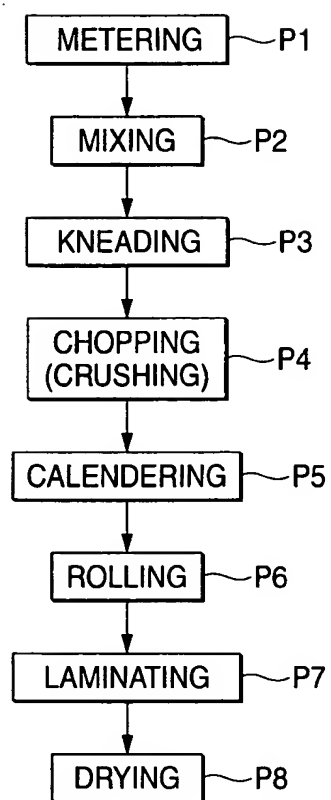 METERING P1
MIXING P2
KNEADING P3
CHOPPING
(CRUSHING) P4
CALENDERING P5
ROLLING P6
LAMINATING P7
DRYING P8